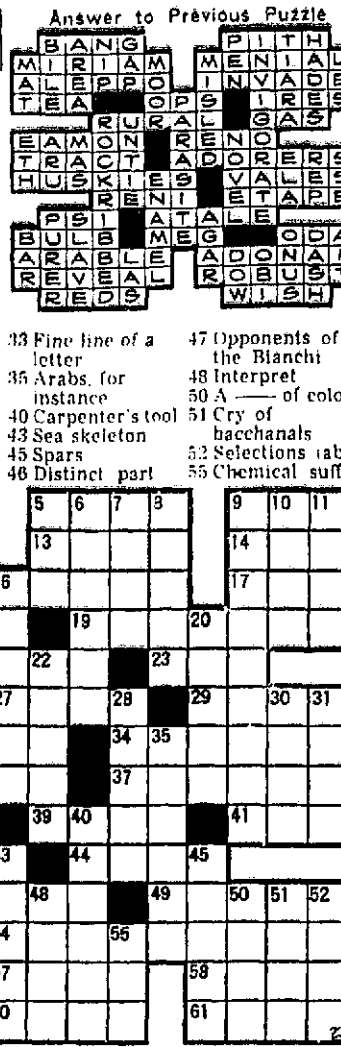 Answer to Previous Puzzle
BANG PITH
MIRIAM MENIAL
ALEPPO INVADE
TEA OPS IRES
RURAL GAS
EAMON RENO
TRACT ADORERS
HUSKIES VALES
RENI ETAPE
PSI ATALE
BULB MEG ODA
ARABLE ADONAI
REVEAL ROBUST
REDS WISH
33 Fine line of a
letter
35 Arabs, for
instance
40 Carpenter's tool
43 Sea skeleton
45 Spars
46 Distinct part
47 Opponents of
the Bianchi
48 Interpret
50 A — of colo
51 Cry of
bacchanals
52 Selections (ab
55 Chemical suff
5 6 7 8 9 10 11
13 14
6 17
19 20
22 23
27 28 29 30 31
34 35
37
39 40 41
43 44 45
48 49 50 51 52
4 55
57 58
0 61